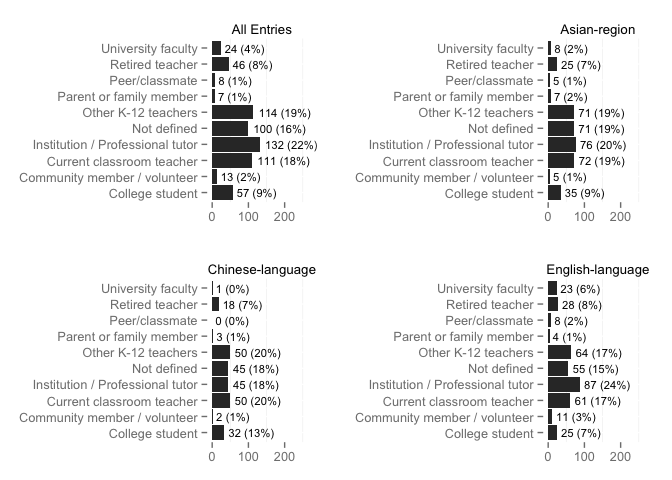 All Entries
University faculty 24 (4%)
Retired teacher 46 (8%)
Peer/classmate 8 (1%)
Parent or family member 7 (1%)
Other K-12 teachers 114 (19%)
Not defined 100 (16%)
Institution / Professional tutor 132 (22%)
Current classroom teacher 111 (18%)
Community member / volunteer 13 (2%)
College student 57 (9%)
0 100 200
Asian-region
University faculty 8 (2%)
Retired teacher 25 (7%)
Peer/classmate 5 (1%)
Parent or family member 7 (2%)
Other K-12 teachers 71 (19%)
Not defined 71 (19%)
Institution / Professional tutor 76 (20%)
Current classroom teacher 72 (19%)
Community member / volunteer 5 (1%)
College student 35 (9%)
0 100 200
Chinese-language
University faculty 1 (0%)
Retired teacher 18 (7%)
Peer/classmate 0 (0%)
Parent or family member 3 (1%)
Other K-12 teachers 50 (20%)
Not defined 45 (18%)
Institution / Professional tutor 45 (18%)
Current classroom teacher 50 (20%)
Community member / volunteer 2 (1%)
College student 32 (13%)
0 100 200
English-language
University faculty 23 (6%)
Retired teacher 28 (8%)
Peer/classmate 8 (2%)
Parent or family member 4 (1%)
Other K-12 teachers 64 (17%)
Not defined 55 (15%)
Institution / Professional tutor 87 (24%)
Current classroom teacher 61 (17%)
Community member / volunteer 11 (3%)
College student 25 (7%)
0 100 200